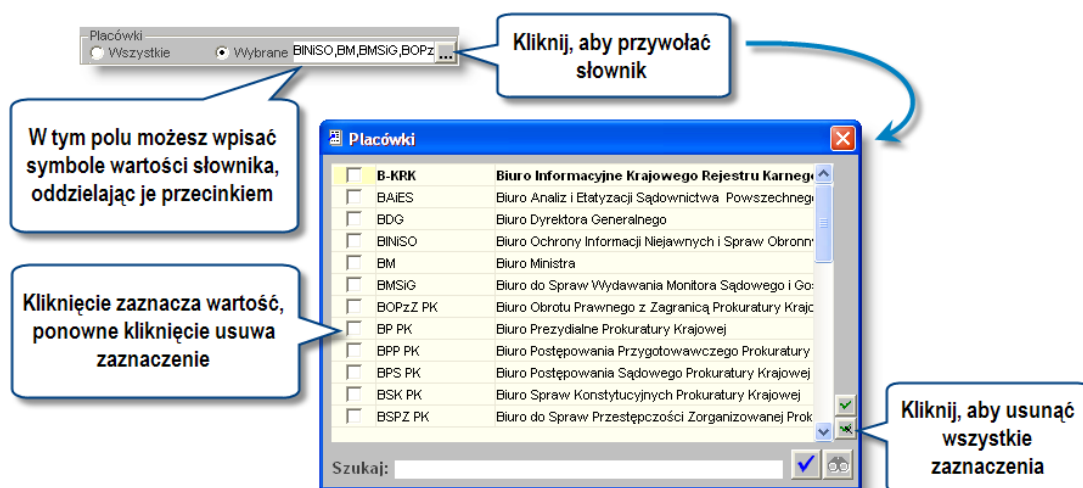 Placówki
Wszystkie Wybrane BINiSO,BM,BMSiG,BOPz ...
Kliknij, aby przywołać
słownik
W tym polu możesz wpisać
symbole wartości słownika,
oddzielając je przecinkiem
Placówki
B-KRK Biuro Informacyjne Krajowego Rejestru Karnego
BAiES Biuro Analiz i Etatyzacji Sądownictwa Powszechnego
BDG Biuro Dyrektora Generalnego
BINiSO Biuro Ochrony Informacji Niejawnych i Spraw Obronn
BM Biuro Ministra
BMSiG Biuro do Spraw Wydawania Monitora Sądowego i Gos
BOPzZ PK Biuro Obrotu Prawnego z Zagranicą Prokuratury Krajo
BP PK Biuro Prezydialne Prokuratury Krajowej
BPP PK Biuro Postępowania Przygotowawczego Prokuratury
BPS PK Biuro Postępowania Sądowego Prokuratury Krajowej
BSK PK Biuro Spraw Konstytucyjnych Prokuratury Krajowej
BSPZ PK Biuro do Spraw Przestępczości Zorganizowanej Prok
Kliknięcie zaznacza wartość,
ponowne kliknięcie usuwa
zaznaczenie
Kliknij, aby usunąć
wszystkie
zaznaczenia
Szukaj: